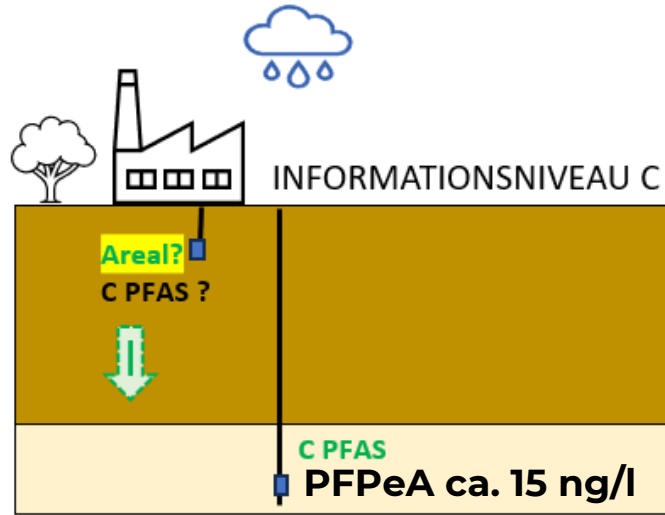 INFORMATIONSNIVEAU C
Areal?
C PFAS ?
I
C PFAS
PFPeA ca. 15 ng/l